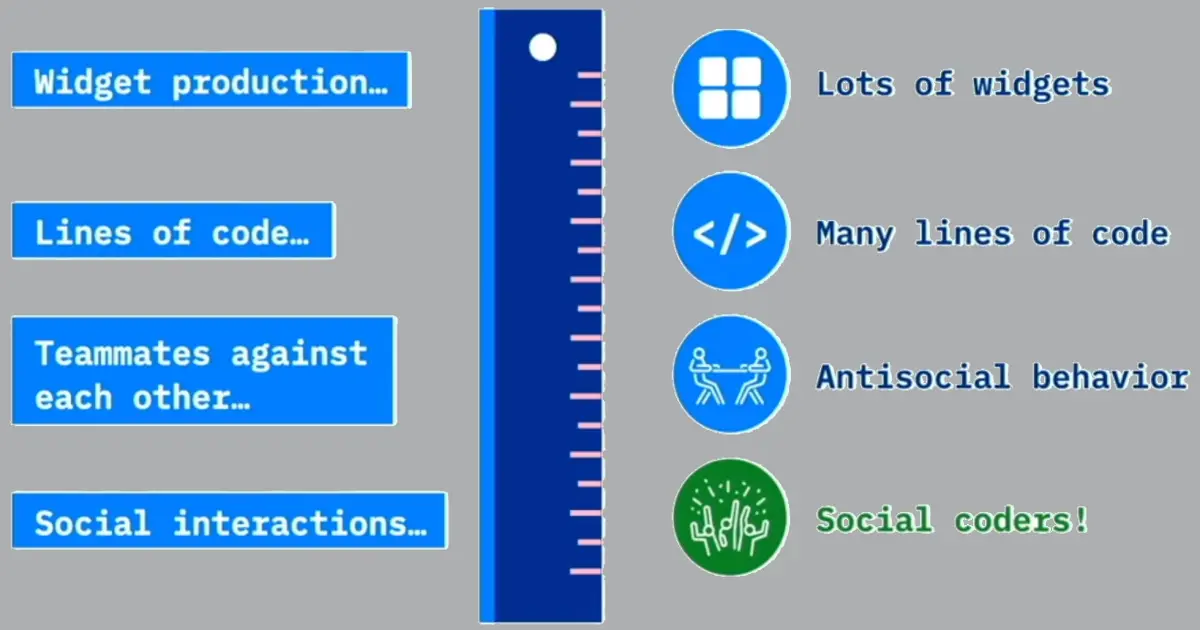 Widget production…
Lots of widgets
Lines of code…
</>
Many lines of code
Teammates against
each other…
Antisocial behavior
Social interactions…
Social coders!